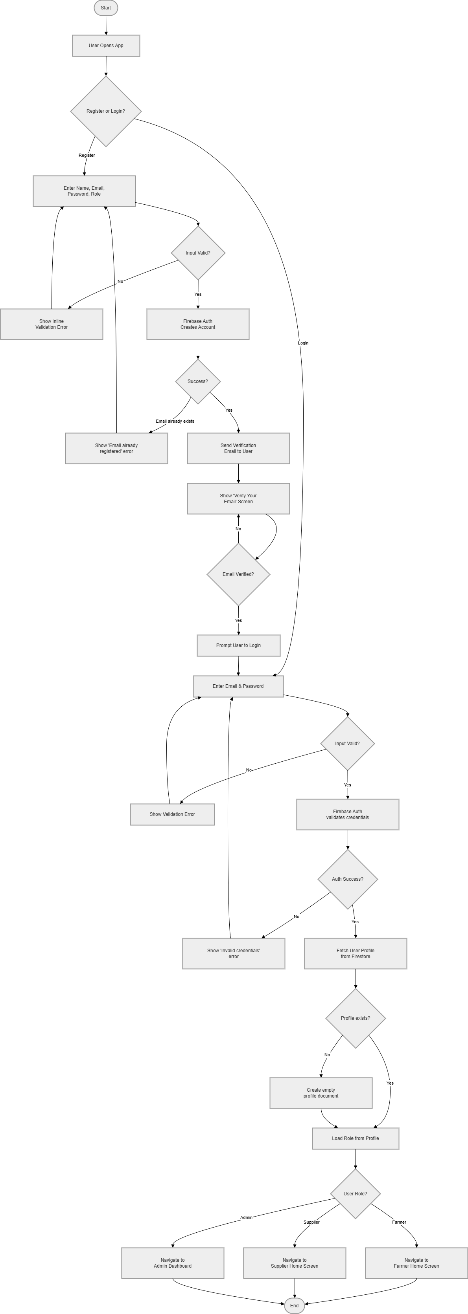 Start
User Opens app
Register or Login?
Register
Enter Name, Email
Password, Role
Input Valid?
No
Yes
Show Inline
Validation Error
Firebase Auth
Creates Account
Login
Success?
Yes
Email already exists
Show 'Email already
registered' error
Send Verification
Email to User
Show 'Verify Your
Email' Screen
No
Email Verified?
Yes
Prompt User to Login
Enter Email & Password
Input Valid?
No
Yes
Show Validation Error
Firebase Auth
validates credentials
Auth Success?
No
Yes
Show 'Invalid credentials'
error
Fetch User Profile
from Firestore
Profile exists?
No
Yes
Create empty
profile document
Load Role from Profile
User Role?
Admin
Supplier
Farmer
Navigate to
Admin Dashboard
Navigate to
Supplier Home Screen
Navigate to
Farmer Home Screen
End